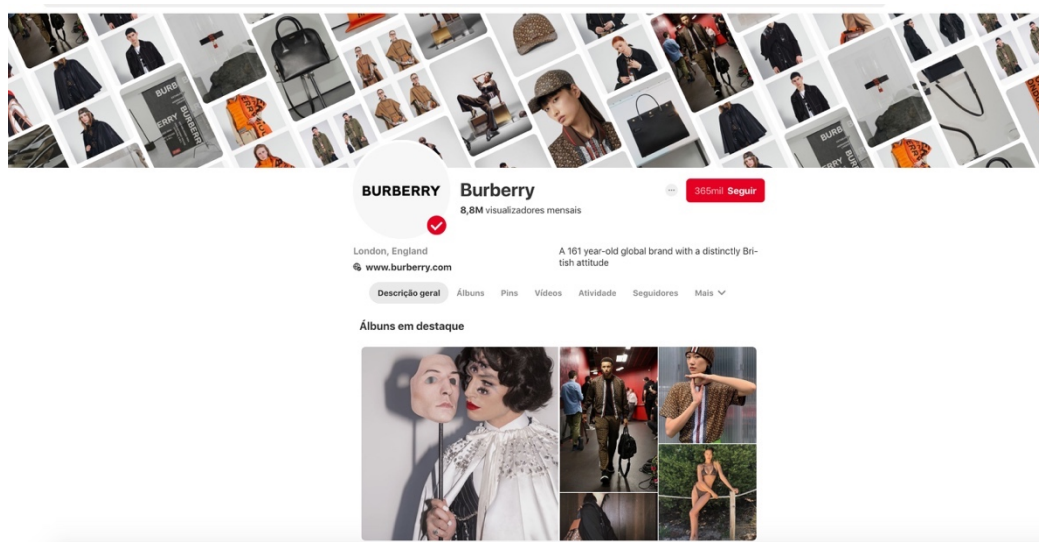 BURBERRY
Burberry
365mil Seguir
8,8M visualizadores mensais
London, England
A 161 year-old global brand with a distinctly Bri-
tish attitude
www.burberry.com
Descrição geral Álbuns Pins Vídeos Atividade Seguidores Mais
Álbuns em destaque